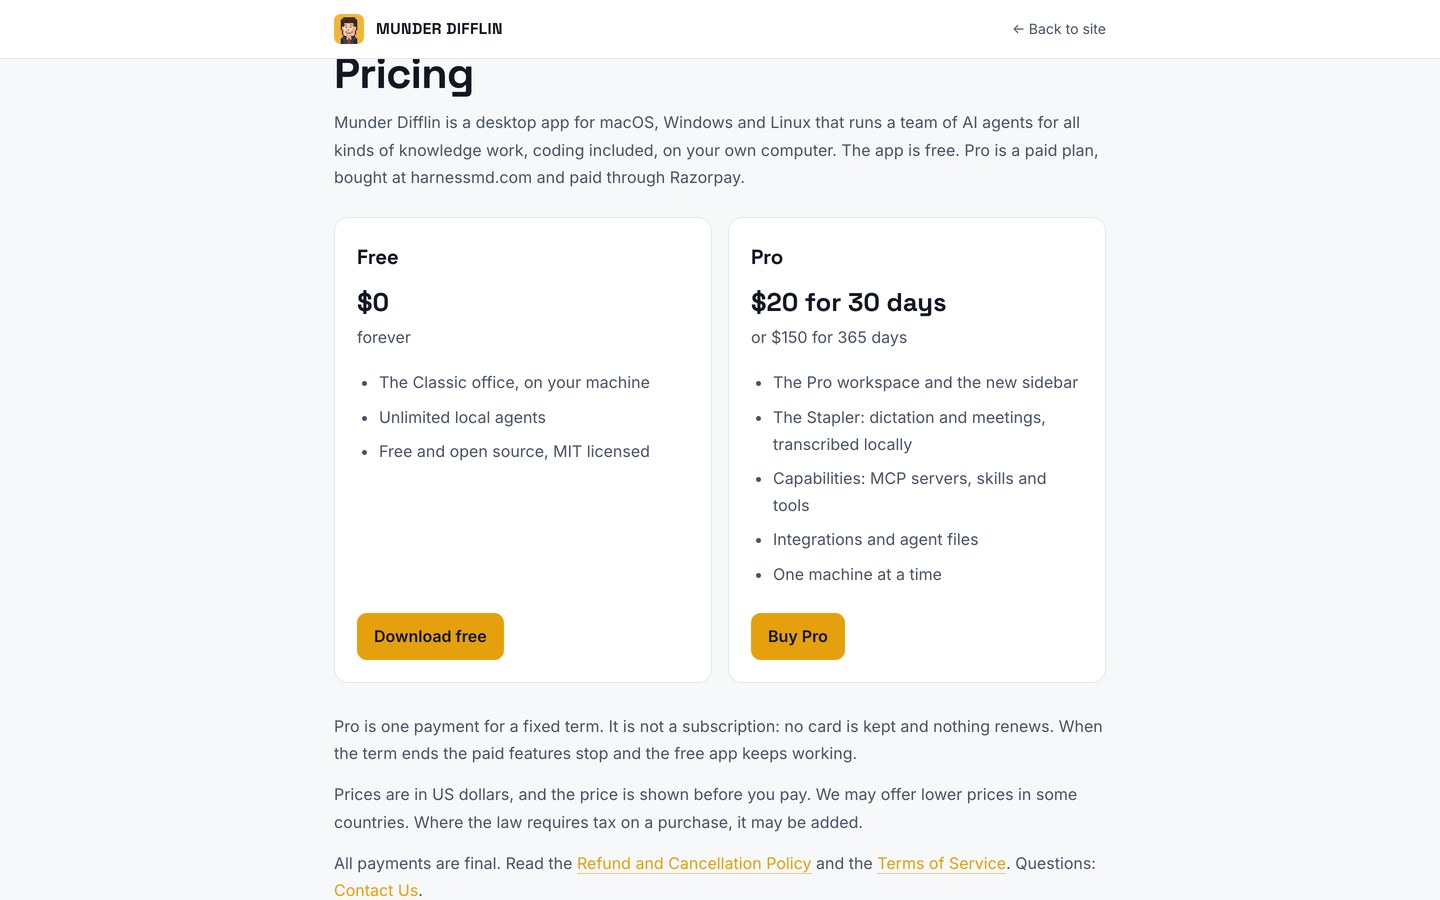 MUNDER DIFFLIN
← Back to site
Pricing
Munder Difflin is a desktop app for macOS, Windows and Linux that runs a team of AI agents for all
kinds of knowledge work, coding included, on your own computer. The app is free. Pro is a paid plan,
bought at harnessmd.com and paid through Razorpay.
Free
$0
forever
• The Classic office, on your machine
• Unlimited local agents
• Free and open source, MIT licensed
Download free
Pro
$20 for 30 days
or $150 for 365 days
• The Pro workspace and the new sidebar
• The Stapler: dictation and meetings,
transcribed locally
• Capabilities: MCP servers, skills and
tools
• Integrations and agent files
• One machine at a time
Buy Pro
Pro is one payment for a fixed term. It is not a subscription: no card is kept and nothing renews. When
the term ends the paid features stop and the free app keeps working.
Prices are in US dollars, and the price is shown before you pay. We may offer lower prices in some
countries. Where the law requires tax on a purchase, it may be added.
All payments are final. Read the Refund and Cancellation Policy and the Terms of Service. Questions:
Contact Us.